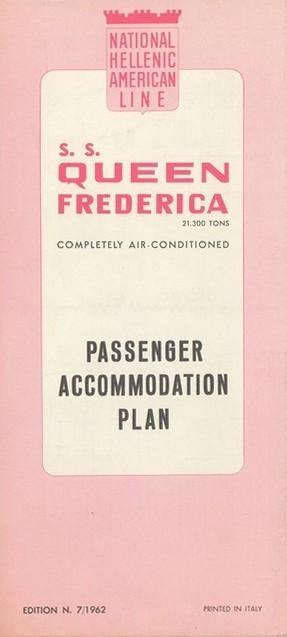 NATIONAL
HELLENIC
AMERICAN
LINE
S. S.
QUEEN
FREDERICA
21.300 TONS
COMPLETELY AIR-CONDITIONED
PASSENGER
ACCOMMODATION
PLAN
EDITION N. 7/1962
PRINTED IN ITALY